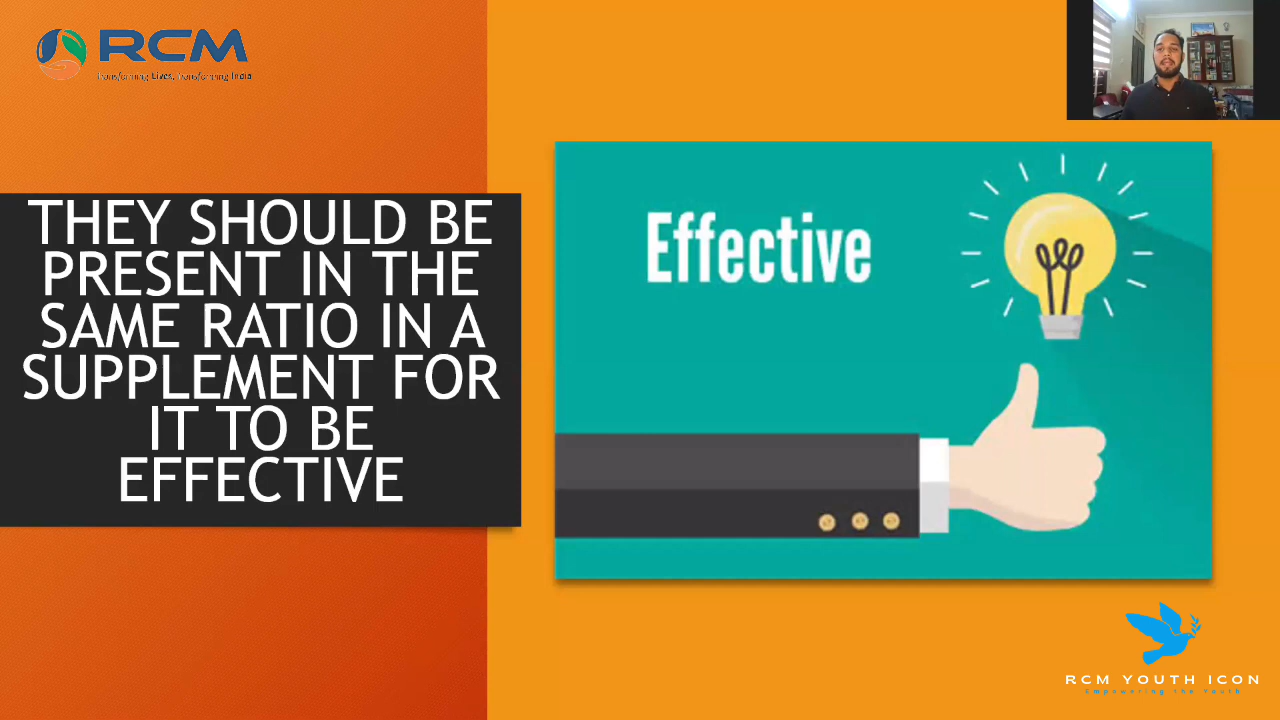 RCM
Transforming Lives, Transforming India
THEY SHOULD BE
PRESENT IN THE
SAME RATIO IN A
SUPPLEMENT FOR
IT TO BE
EFFECTIVE
Effective
RCM YOUTH ICON
Empowering the Youth